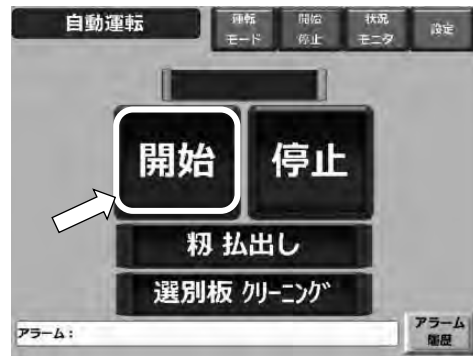 自動運転
運転
モード
開始
停止
状況
モニタ
設定
開始
停止
籾 払出し
選別板 クリーニング
アラーム：
アラーム
履歴